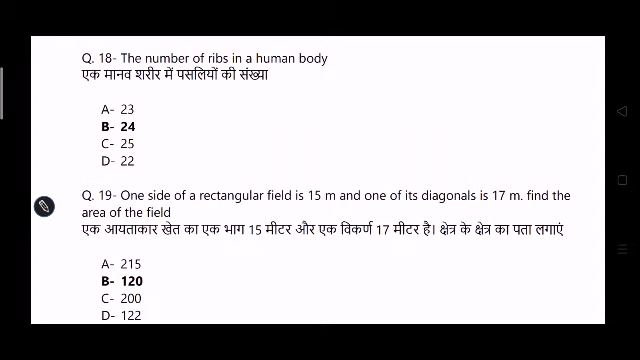 Q. 18- The number of ribs in a human body
एक मानव शरीर में पसलियों की संख्या
A- 23
B- 24
C- 25
D- 22
Q. 19- One side of a rectangular field is 15 m and one of its diagonals is 17 m. find the
area of the field
एक आयताकार खेत का एक भाग 15 मीटर और एक विकर्ण 17 मीटर है। क्षेत्र के क्षेत्र का पता लगाएं
A- 215
B- 120
C- 200
D- 122